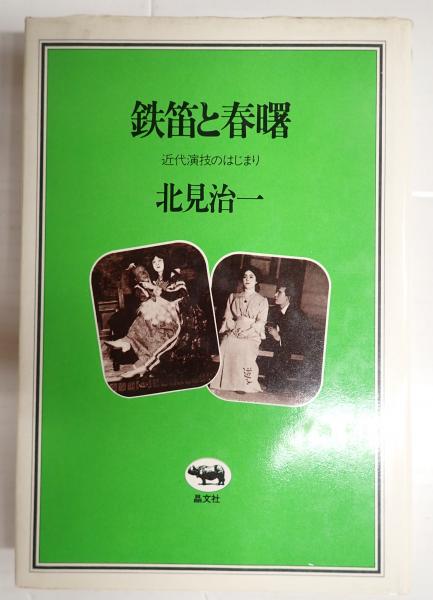 鉄笛と春曙
近代演技のはじまり
北見治一
晶文社